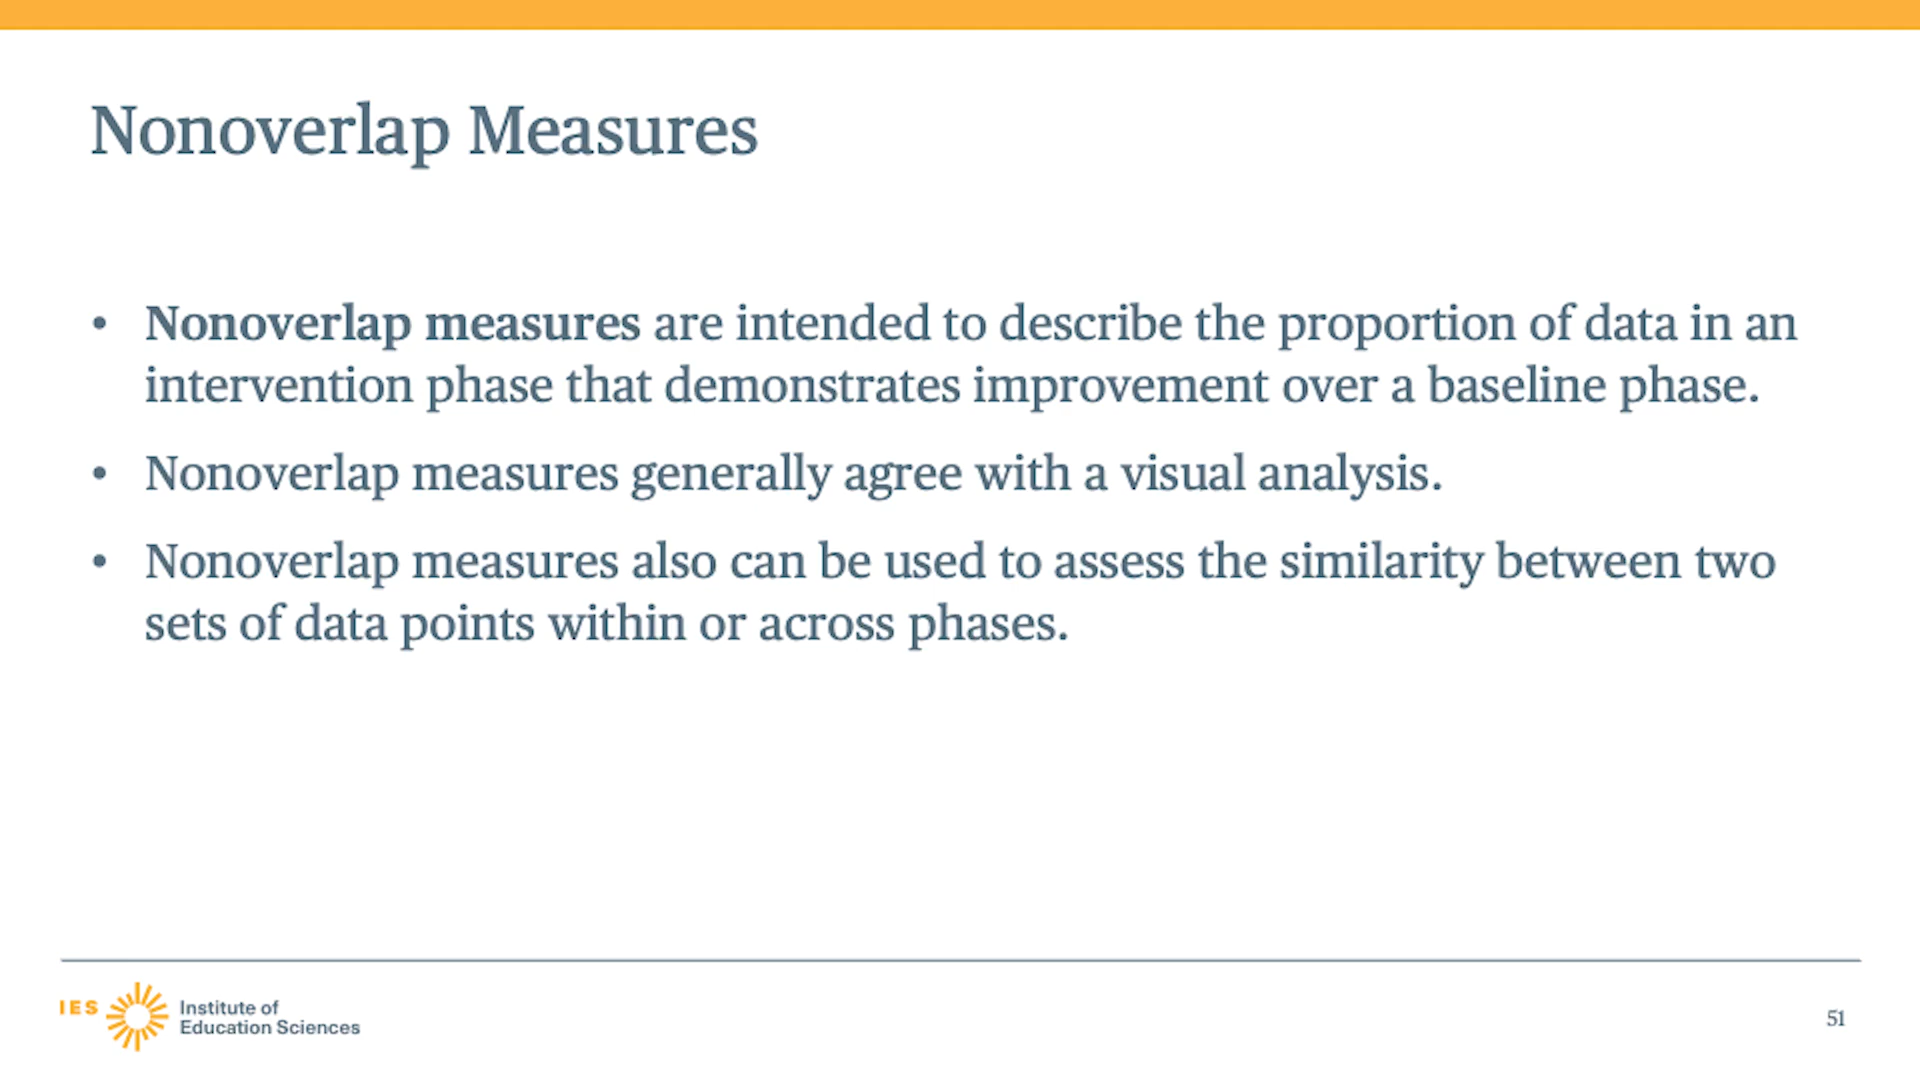 Nonoverlap Measures
• Nonoverlap measures are intended to describe the proportion of data in an
intervention phase that demonstrates improvement over a baseline phase.
• Nonoverlap measures generally agree with a visual analysis.
• Nonoverlap measures also can be used to assess the similarity between two
sets of data points within or across phases.
IES Institute of
Education Sciences
51